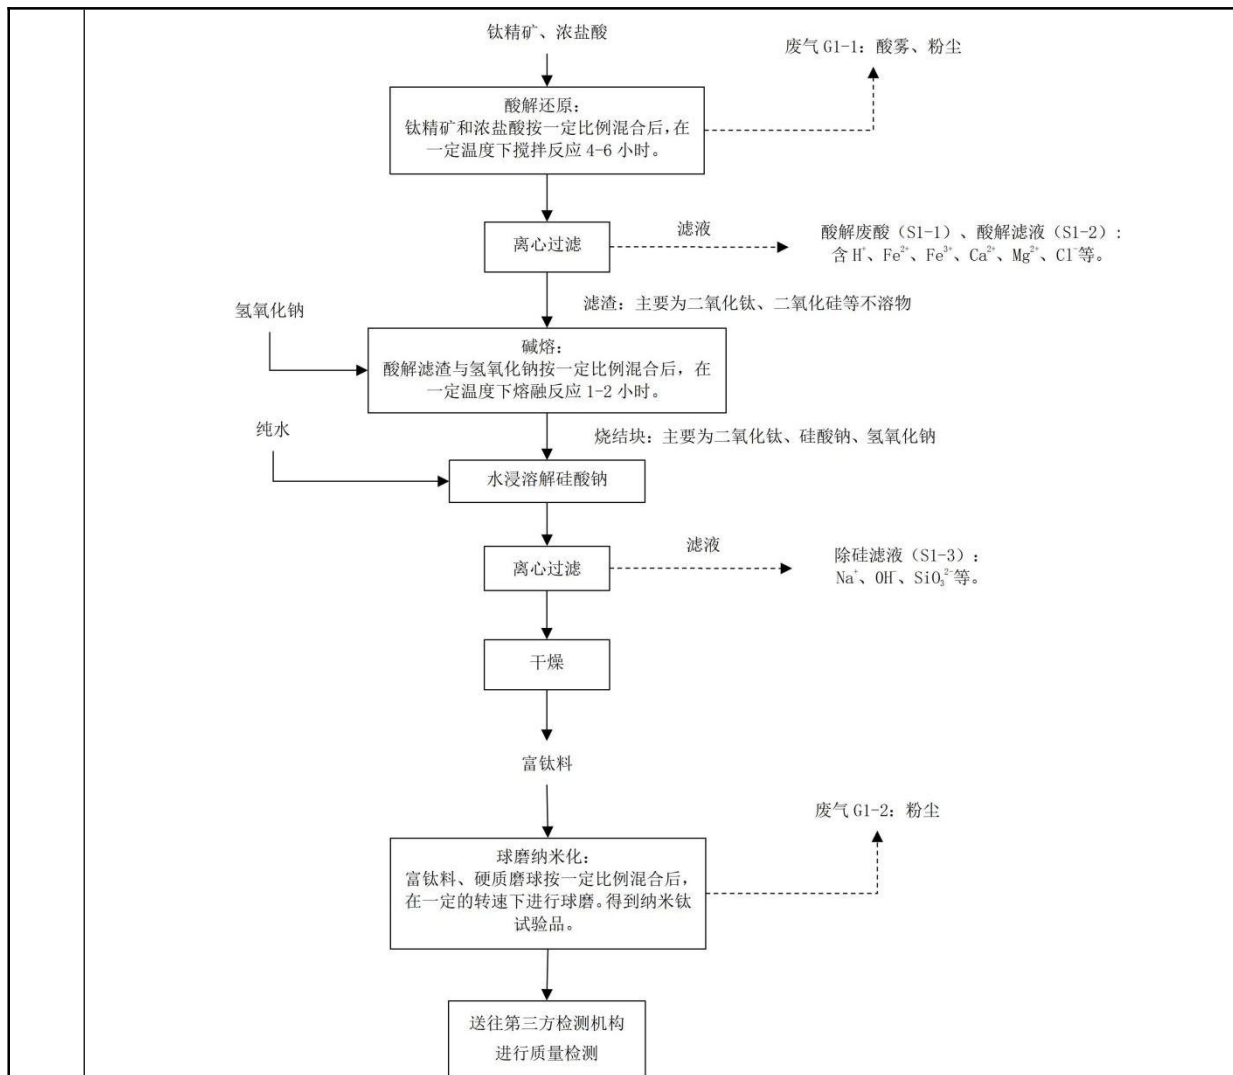 钛精矿、浓盐酸
废气 G1-1：酸雾、粉尘
酸解还原：
钛精矿和浓盐酸按一定比例混合后，在
一定温度下搅拌反应 4-6 小时。
离心过滤
滤液
酸解废酸（S1-1）、酸解滤液（S1-2）：
含 H⁺、Fe²⁺、Fe³⁺、Ca²⁺、Mg²⁺、Cl⁻等。
滤渣：主要为二氧化钛、二氧化硅等不溶物
氢氧化钠
碱熔：
酸解滤渣与氢氧化钠按一定比例混合后，在
一定温度下熔融反应 1-2 小时。
纯水
烧结块：主要为二氧化钛、硅酸钠、氢氧化钠
水浸溶解硅酸钠
离心过滤
滤液
除硅滤液（S1-3）：
Na⁺、OH⁻、SiO₃²⁻等。
干燥
富钛料
废气 G1-2：粉尘
球磨纳米化：
富钛料、硬质磨球按一定比例混合后，
在一定的转速下进行球磨。得到纳米钛
试验品。
送往第三方检测机构
进行质量检测